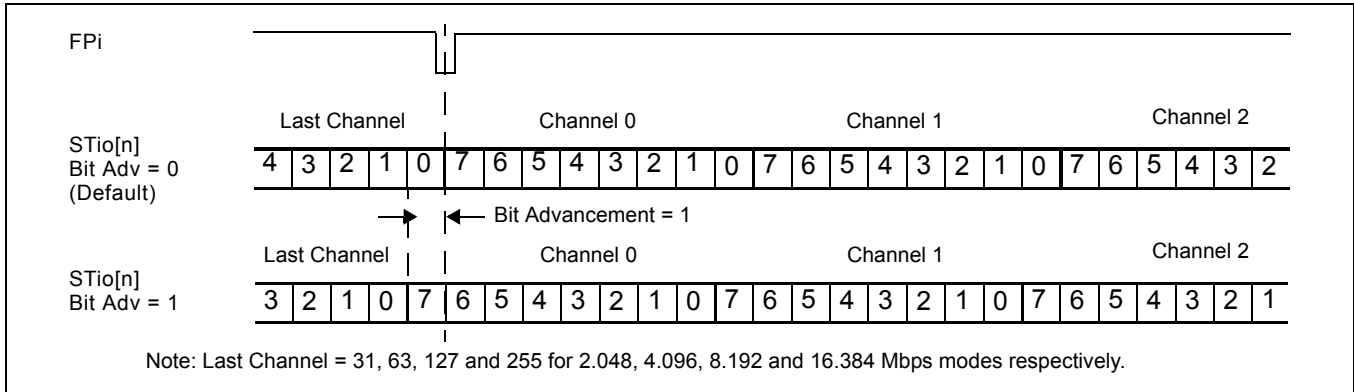 FPi
Last Channel Channel 0 Channel 1 Channel 2
STio[n]
Bit Adv = 0
(Default)
4 3 2 1 0 7 6 5 4 3 2 1 0 7 6 5 4 3 2 1 0 7 6 5 4 3 2
Bit Advancement = 1
Last Channel Channel 0 Channel 1 Channel 2
STio[n]
Bit Adv = 1
3 2 1 0 7 6 5 4 3 2 1 0 7 6 5 4 3 2 1 0 7 6 5 4 3 2 1
Note: Last Channel = 31, 63, 127 and 255 for 2.048, 4.096, 8.192 and 16.384 Mbps modes respectively.